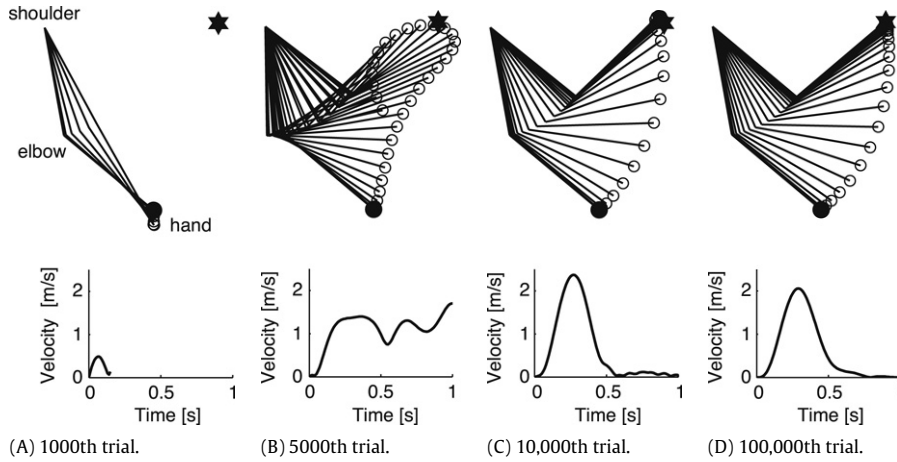 shoulder
elbow
hand
Velocity [m/s]
2
1
0
0 0.5 1
Time [s]
Velocity [m/s]
2
1
0
0 0.5 1
Time [s]
Velocity [m/s]
2
1
0
0 0.5 1
Time [s]
Velocity [m/s]
2
1
0
0 0.5
Time [s]
(A) 1000th trial.
(B) 5000th trial.
(C) 10,000th trial.
(D) 100,000th trial.